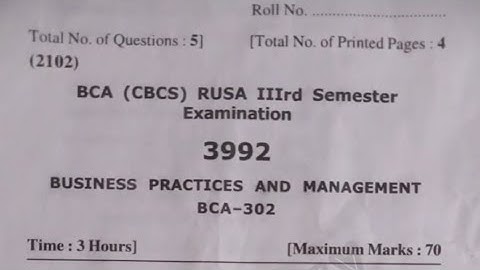 Roll No. ................................
Total No. of Questions : 5] [Total No. of Printed Pages : 4
(2102)
BCA (CBCS) RUSA IIIrd Semester
Examination
3992
BUSINESS PRACTICES AND MANAGEMENT
BCA–302
Time : 3 Hours] [Maximum Marks : 70